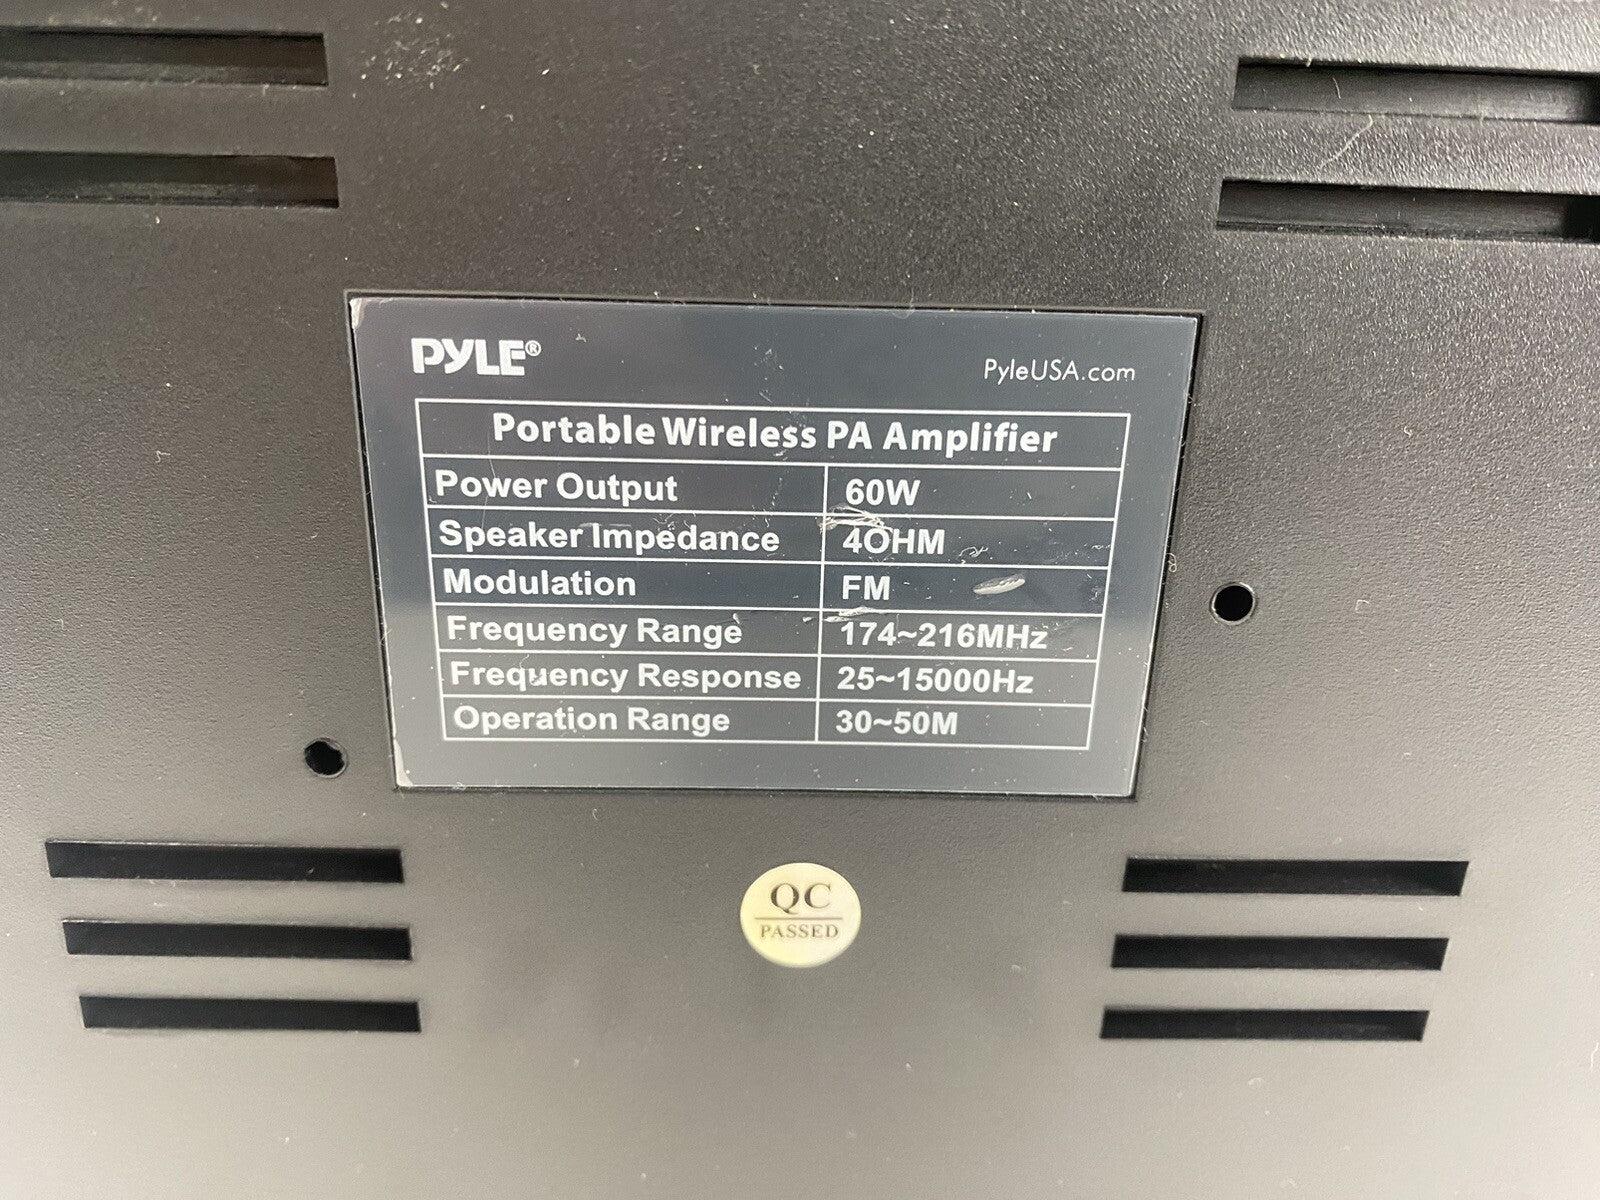 PYLE®
PyleUSA.com
Portable Wireless PA Amplifier
Power Output 60W
Speaker Impedance 4OHM
Modulation FM
Frequency Range 174~216MHz
Frequency Response 25~15000Hz
Operation Range 30~50M
QC
PASSED